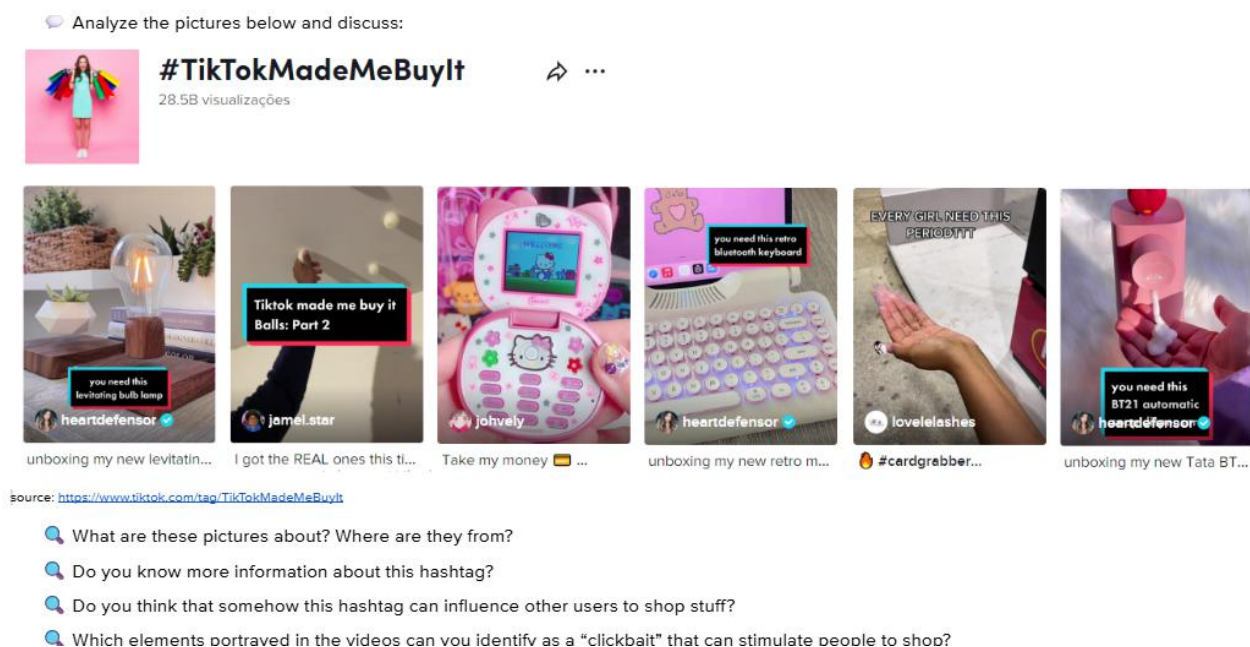 Analyze the pictures below and discuss:
#TikTokMadeMeBuyIt
28.5B visualizações
you need this
levitating bulb lamp
heartdefensor
unboxing my new levitatin...
Tiktok made me buy it
Balls: Part 2
jamel.star
I got the REAL ones this ti...
WELCOME
johvely
Take my money 💳 ...
you need this retro
bluetooth keyboard
heartdefensor
unboxing my new retro m...
EVERY GIRL NEED THIS
PERIODTTT
lovelelashes
🔥 #cardgrabber...
you need this
BT21 automatic
heartdefensor
unboxing my new Tata BT...
source: https://www.tiktok.com/tag/TikTokMadeMeBuyIt
What are these pictures about? Where are they from?
Do you know more information about this hashtag?
Do you think that somehow this hashtag can influence other users to shop stuff?
Which elements portrayed in the videos can you identify as a “clickbait” that can stimulate people to shop?